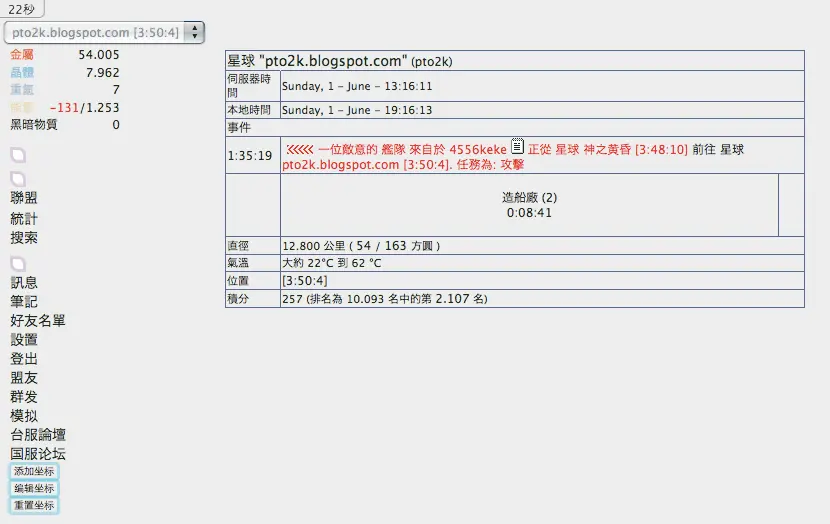 22秒
pto2k.blogspot.com [3:50:4]
金屬 54.005
晶體 7.962
重氫 7
能量 -131/1.253
黑暗物質 0
聯盟
統計
搜索
訊息
筆記
好友名單
設置
登出
盟友
群发
模拟
台服論壇
国服论坛
添加坐标
编辑坐标
重置坐标
星球 "pto2k.blogspot.com" (pto2k)
伺服器時間 Sunday, 1 - June - 13:16:11
本地時間 Sunday, 1 - June - 19:16:13
事件
1:35:19 <<<<< 一位敵意的 艦隊 來自於 4556keke 正從 星球 神之黄昏 [3:48:10] 前往 星球
pto2k.blogspot.com [3:50:4]. 任務為: 攻擊
造船廠 (2)
0:08:41
直徑 12.800 公里 ( 54 / 163 方圓 )
氣溫 大約 22°C 到 62 °C
位置 [3:50:4]
積分 257 (排名為 10.093 名中的第 2.107 名)